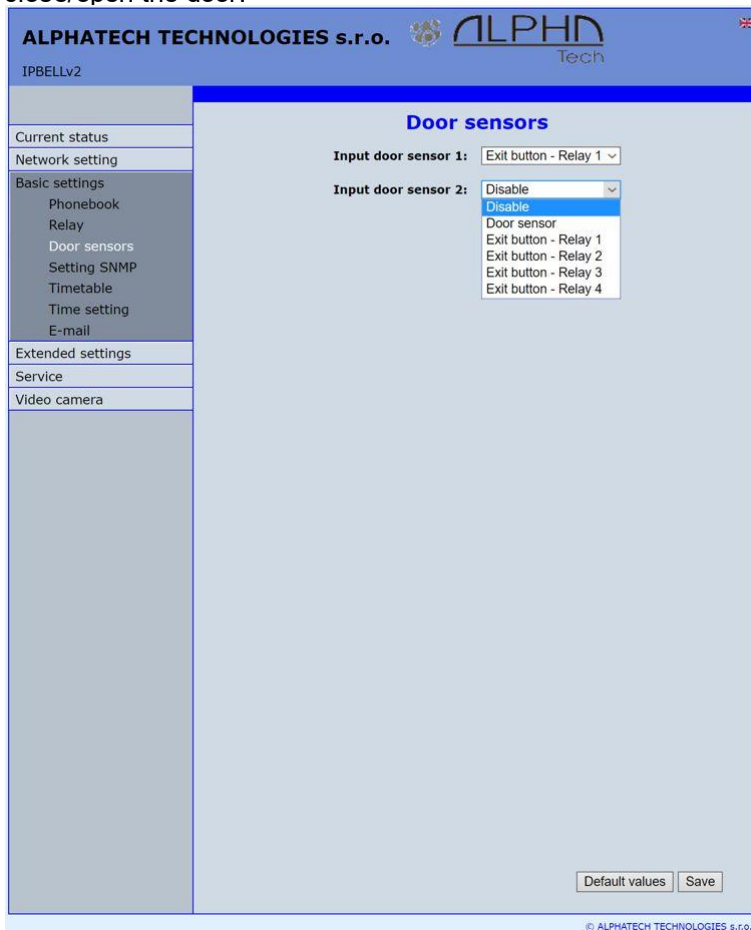 close/open the door.
ALPHATECH TECHNOLOGIES s.r.o.
ALPHA
Tech
IPBELLv2
Current status
Network setting
Basic settings
Phonebook
Relay
Door sensors
Setting SNMP
Timetable
Time setting
E-mail
Extended settings
Service
Video camera
Door sensors
Input door sensor 1: Exit button - Relay 1
Input door sensor 2: Disable
Disable
Door sensor
Exit button - Relay 1
Exit button - Relay 2
Exit button - Relay 3
Exit button - Relay 4
Default values Save
© ALPHATECH TECHNOLOGIES s.r.o.